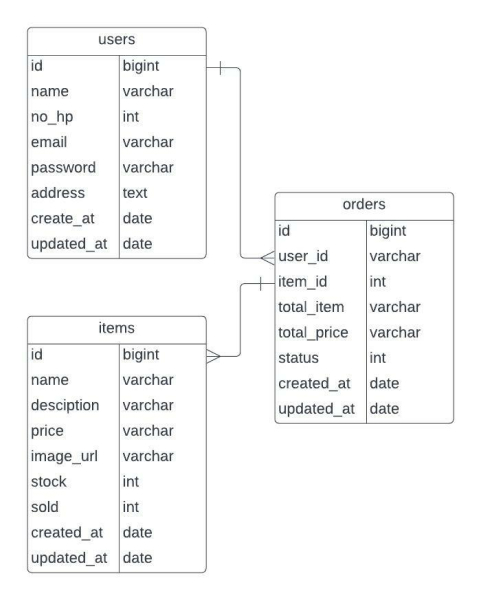 users
id bigint
name varchar
no_hp int
email varchar
password varchar
address text
create_at date
updated_at date
orders
id bigint
user_id varchar
item_id int
total_item varchar
total_price varchar
status int
created_at date
updated_at date
items
id bigint
name varchar
desciption varchar
price varchar
image_url varchar
stock int
sold int
created_at date
updated_at date